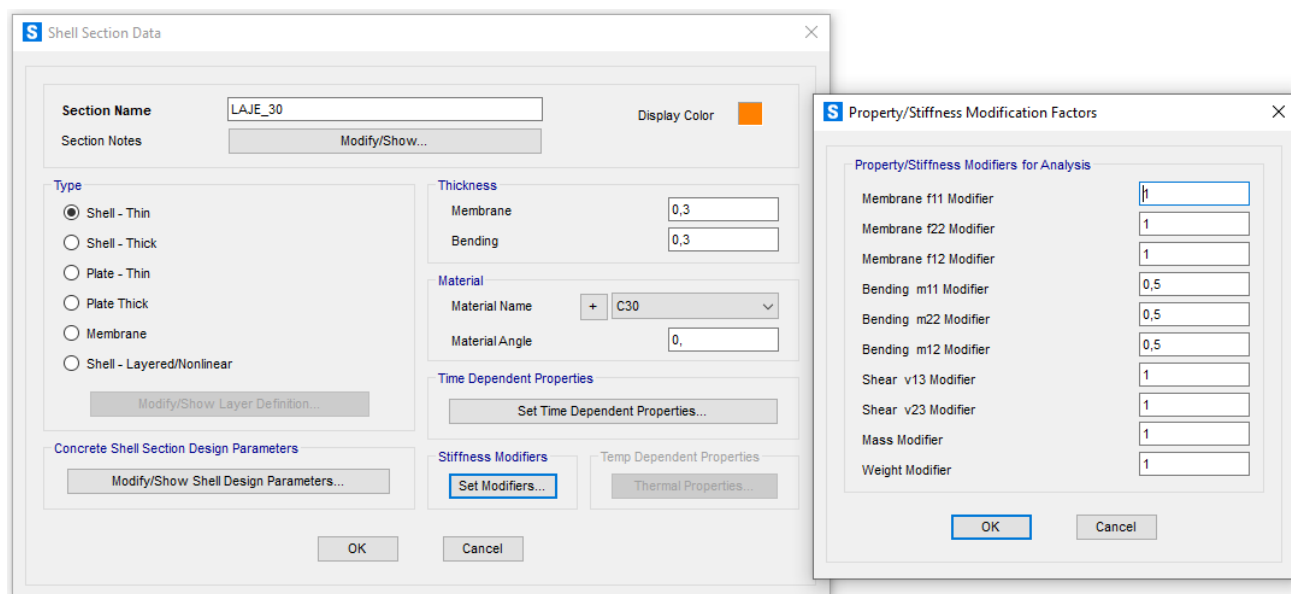 S Shell Section Data
Section Name LAJE_30 Display Color
Section Notes Modify/Show...
Type
Shell - Thin
Shell - Thick
Plate - Thin
Plate Thick
Membrane
Shell - Layered/Nonlinear
Modify/Show Layer Definition...
Concrete Shell Section Design Parameters
Modify/Show Shell Design Parameters...
Thickness
Membrane 0,3
Bending 0,3
Material
Material Name + C30
Material Angle 0,
Time Dependent Properties
Set Time Dependent Properties...
Stiffness Modifiers
Set Modifiers...
Temp Dependent Properties
Thermal Properties...
OK Cancel
S Property/Stiffness Modification Factors
Property/Stiffness Modifiers for Analysis
Membrane f11 Modifier 1
Membrane f22 Modifier 1
Membrane f12 Modifier 1
Bending m11 Modifier 0,5
Bending m22 Modifier 0,5
Bending m12 Modifier 0,5
Shear v13 Modifier 1
Shear v23 Modifier 1
Mass Modifier 1
Weight Modifier 1
OK Cancel